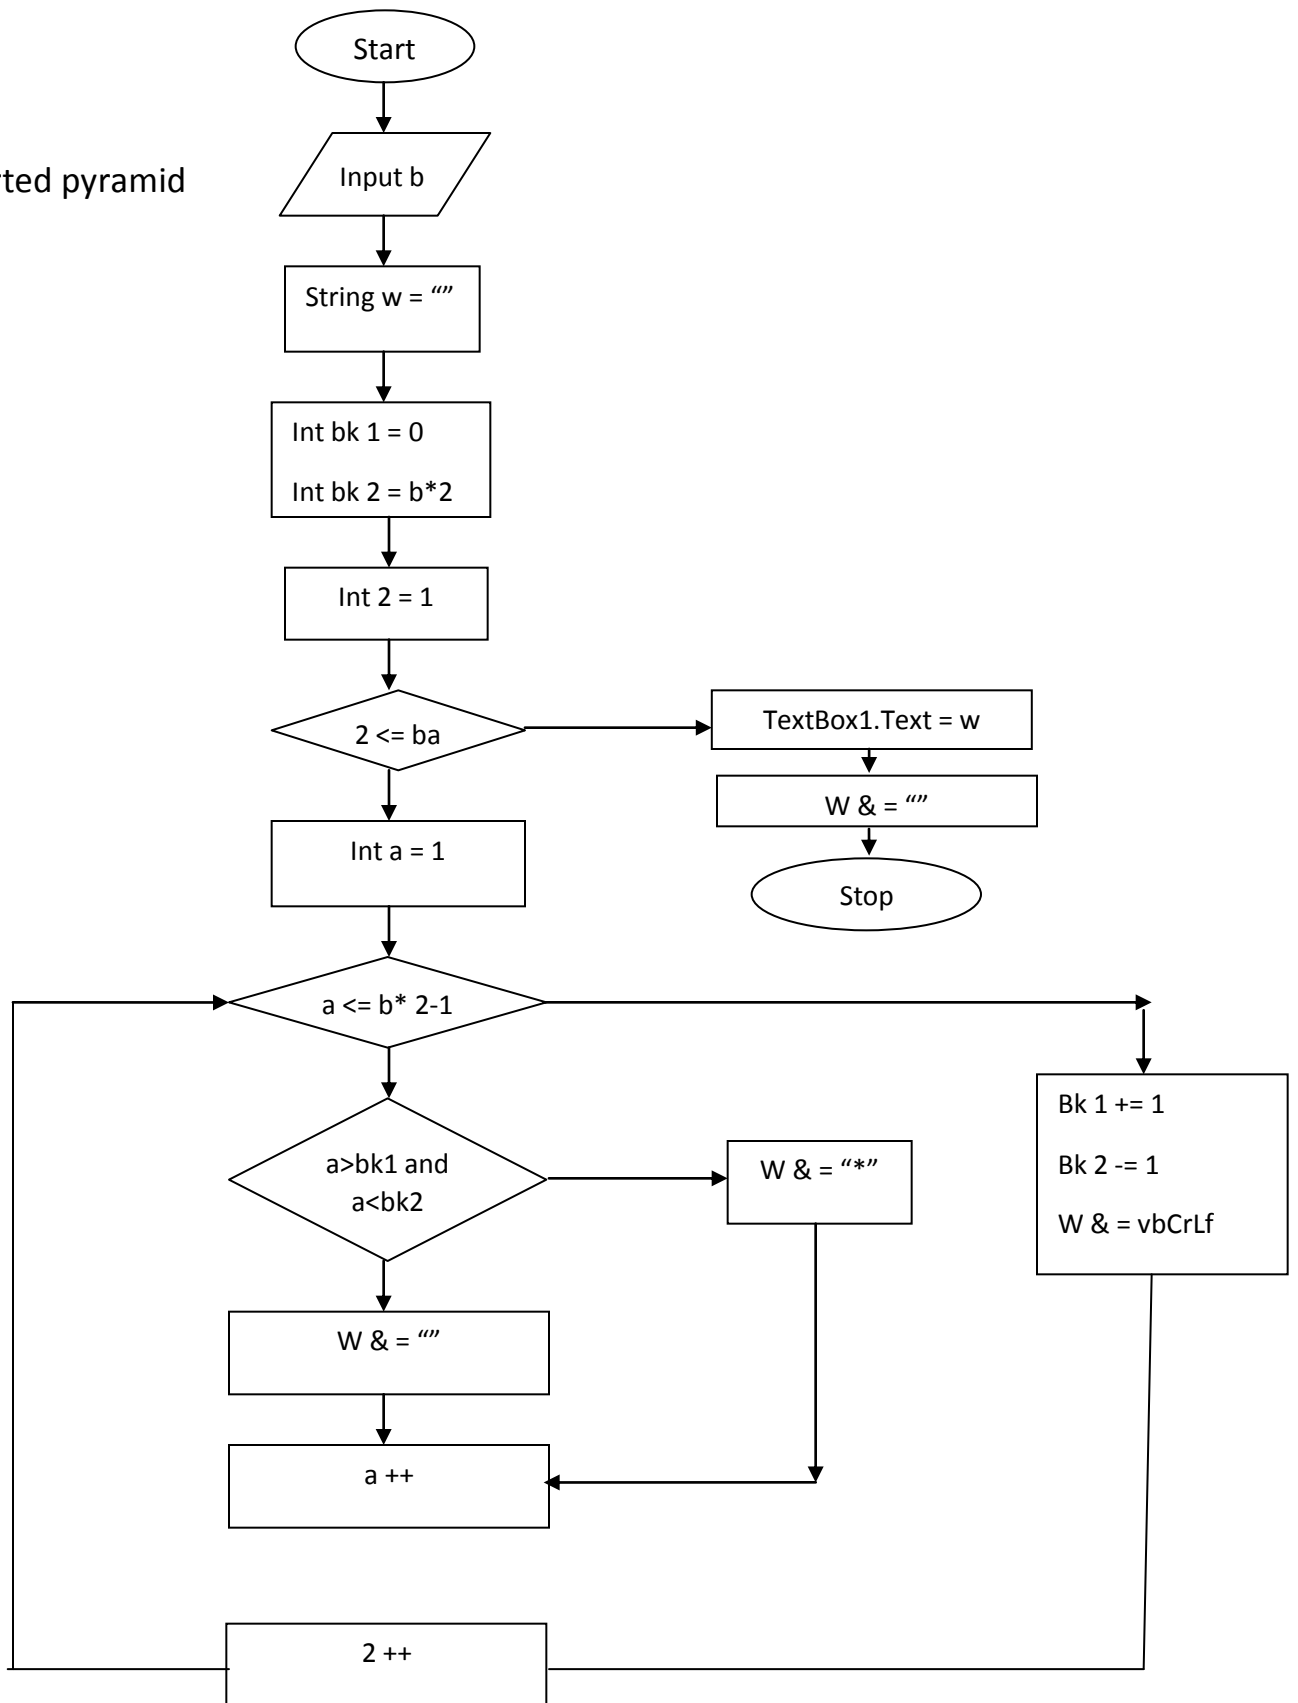 Start
rted pyramid
Input b
String w = “”
Int bk 1 = 0
Int bk 2 = b*2
Int 2 = 1
2 <= ba
TextBox1.Text = w
W & = “”
Int a = 1
Stop
a <= b* 2-1
Bk 1 += 1
Bk 2 -= 1
W & = vbCrLf
a>bk1 and
a<bk2
W & = “*”
W & = “”
a ++
2 ++